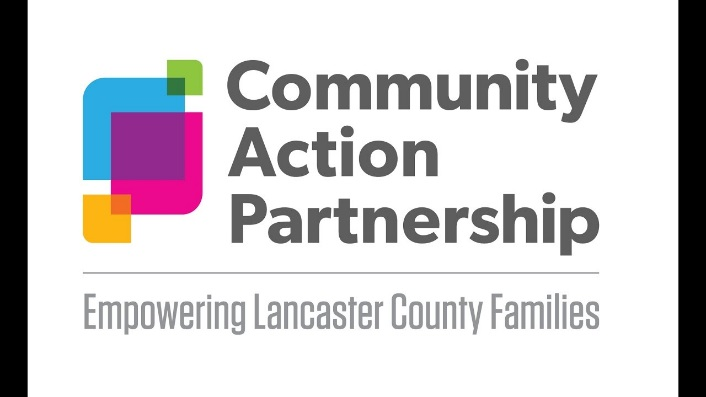 Community
Action
Partnership
Empowering Lancaster County Families